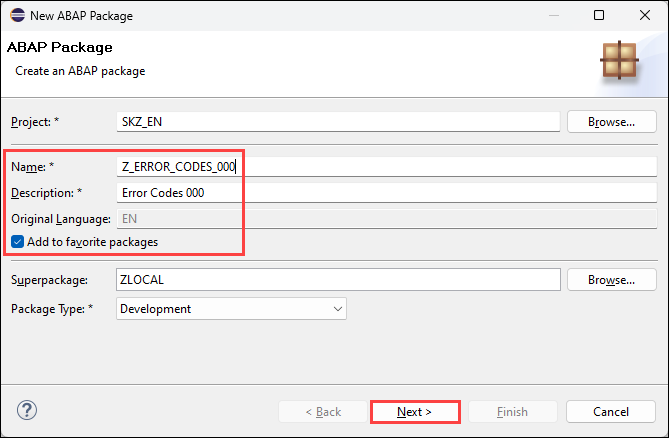 New ABAP Package
ABAP Package
Create an ABAP package
Project: * SKZ_EN Browse...
Name: * Z_ERROR_CODES_000
Description: * Error Codes 000
Original Language: EN
Add to favorite packages
Superpackage: ZLOCAL Browse...
Package Type: * Development
? < Back Next > Finish Cancel